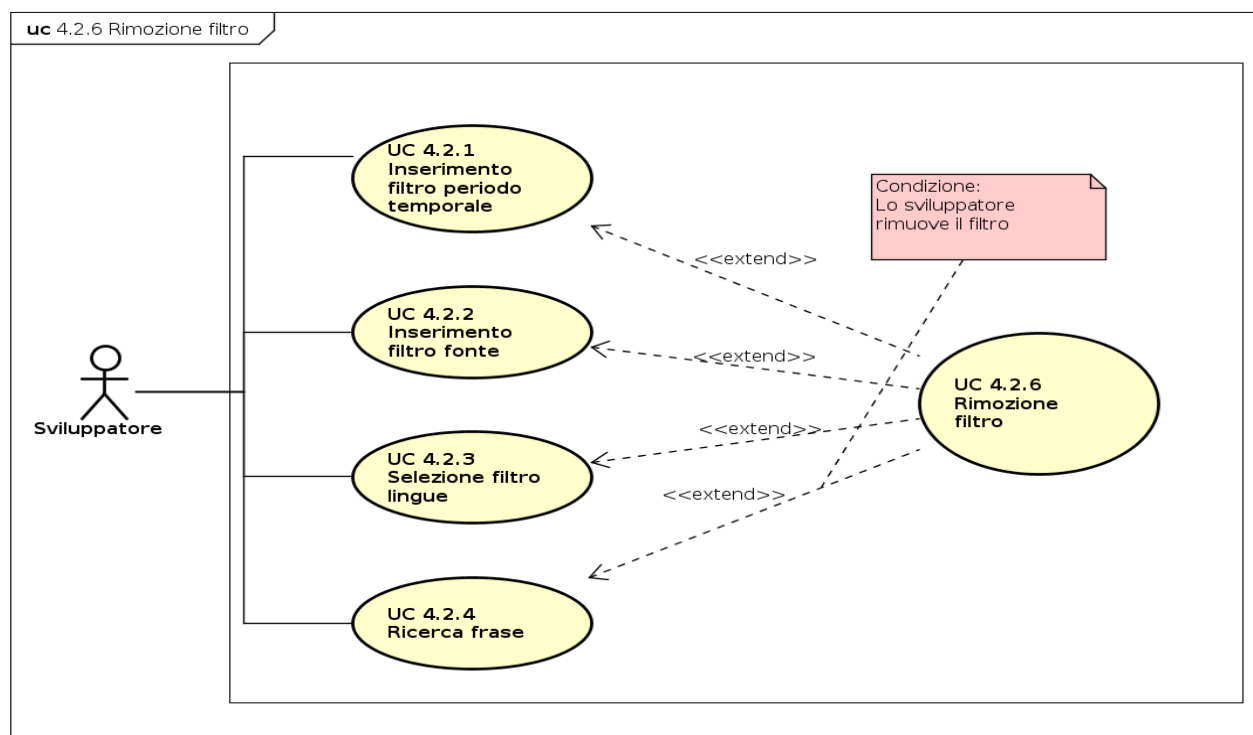 uc 4.2.6 Rimozione filtro
UC 4.2.1
Inserimento
filtro periodo
temporale
Condizione:
Lo sviluppatore
rimuove il filtro
<<extend>>
UC 4.2.2
Inserimento
filtro fonte
<<extend>>
UC 4.2.6
Rimozione
filtro
Sviluppatore
<<extend>>
UC 4.2.3
Selezione filtro
lingue
<<extend>>
UC 4.2.4
Ricerca frase